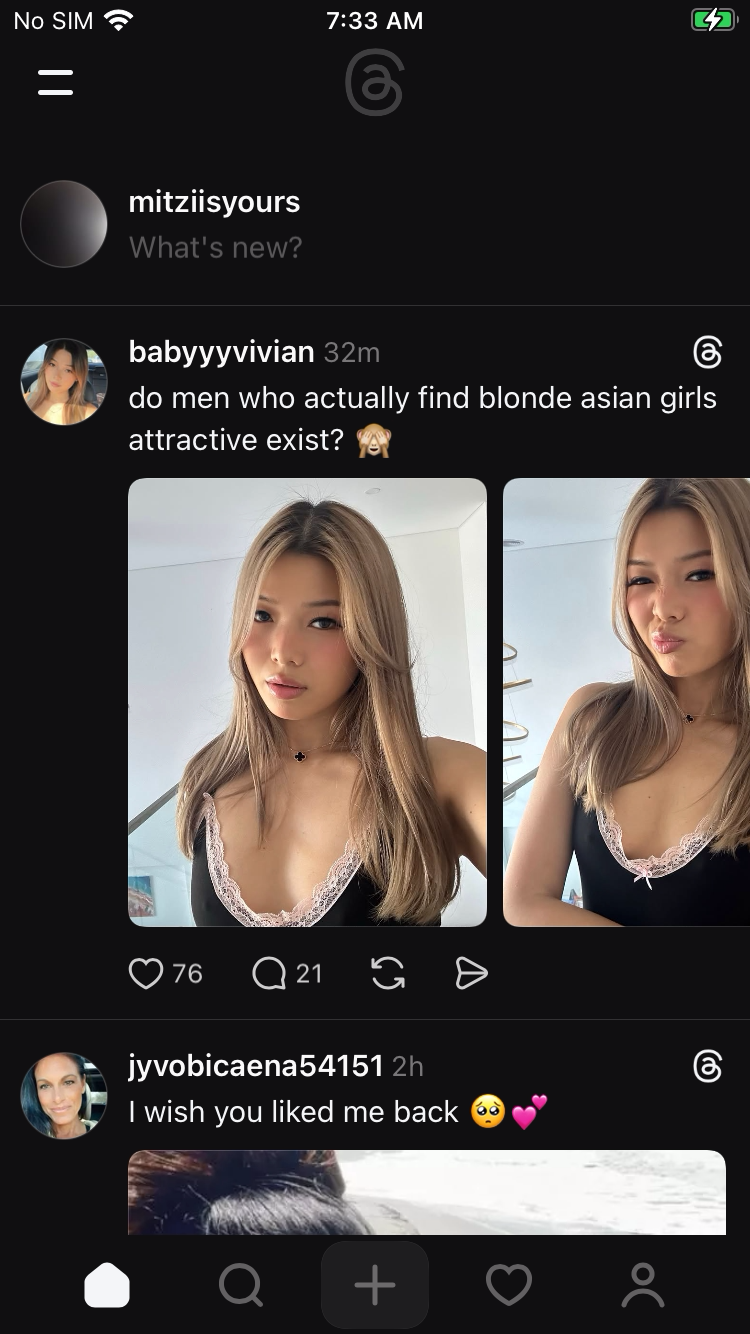 No SIM 7:33 AM
mitziisyours
What's new?
babyyyvivian 32m
do men who actually find blonde asian girls
attractive exist? 🙈
76 21
jyvobicaena54151 2h
I wish you liked me back 🥺💕